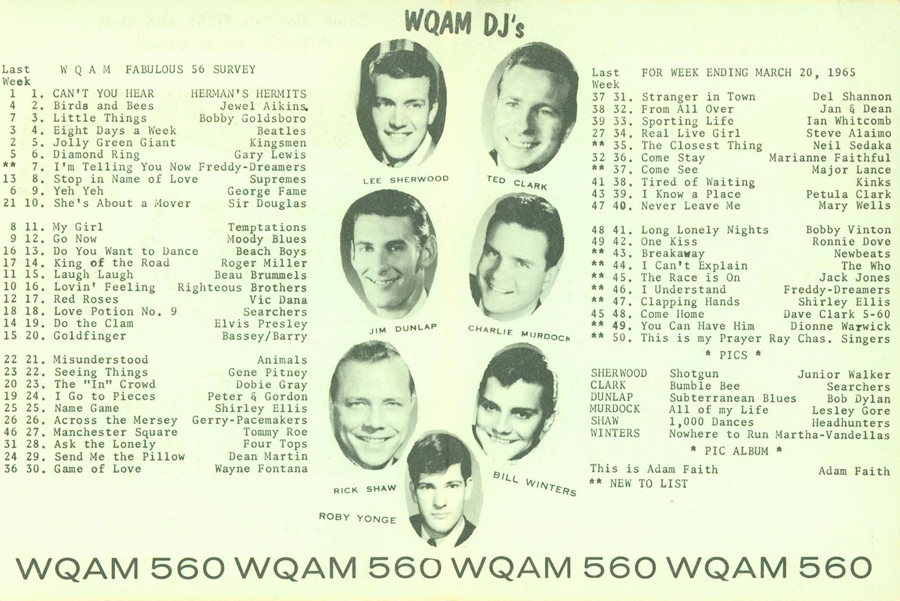 WQAM DJ's
Last W Q A M FABULOUS 56 SURVEY
Week
1 1. CAN'T YOU HEAR HERMAN'S HERMITS
4 2. Birds and Bees Jewel Aikins.
7 3. Little Things Bobby Goldsboro
3 4. Eight Days a Week Beatles
2 5. Jolly Green Giant Kingsmen
5 6. Diamond Ring Gary Lewis
** 7. I'm Telling You Now Freddy-Dreamers
13 8. Stop in Name of Love Supremes
6 9. Yeh Yeh George Fame
21 10. She's About a Mover Sir Douglas
8 11. My Girl Temptations
9 12. Go Now Moody Blues
16 13. Do You Want to Dance Beach Boys
17 14. King of the Road Roger Miller
11 15. Laugh Laugh Beau Brummels
10 16. Lovin' Feeling Righteous Brothers
12 17. Red Roses Vic Dana
18 18. Love Potion No. 9 Searchers
14 19. Do the Clam Elvis Presley
15 20. Goldfinger Bassey/Barry
22 21. Misunderstood Animals
23 22. Seeing Things Gene Pitney
20 23. The "In" Crowd Dobie Gray
19 24. I Go to Pieces Peter & Gordon
25 25. Name Game Shirley Ellis
26 26. Across the Mersey Gerry-Pacemakers
46 27. Manchester Square Tommy Roe
31 28. Ask the Lonely Four Tops
24 29. Send Me the Pillow Dean Martin
36 30. Game of Love Wayne Fontana
LEE SHERWOOD
TED CLARK
JIM DUNLAP
CHARLIE MURDOCK
RICK SHAW
BILL WINTERS
ROBY YONGE
Last FOR WEEK ENDING MARCH 20, 1965
Week
37 31. Stranger in Town Del Shannon
38 32. From All Over Jan & Dean
39 33. Sporting Life Ian Whitcomb
27 34. Real Live Girl Steve Alaimo
** 35. The Closest Thing Neil Sedaka
32 36. Come Stay Marianne Faithful
** 37. Come See Major Lance
41 38. Tired of Waiting Kinks
43 39. I Know a Place Petula Clark
47 40. Never Leave Me Mary Wells
48 41. Long Lonely Nights Bobby Vinton
49 42. One Kiss Ronnie Dove
** 43. Breakaway Newbeats
** 44. I Can't Explain The Who
** 45. The Race is On Jack Jones
** 46. I Understand Freddy-Dreamers
** 47. Clapping Hands Shirley Ellis
45 48. Come Home Dave Clark 5-60
** 49. You Can Have Him Dionne Warwick
** 50. This is my Prayer Ray Chas. Singers
* PICS *
SHERWOOD Shotgun Junior Walker
CLARK Bumble Bee Searchers
DUNLAP Subterranean Blues Bob Dylan
MURDOCK All of my Life Lesley Gore
SHAW 1,000 Dances Headhunters
WINTERS Nowhere to Run Martha-Vandellas
* PIC ALBUM *
This is Adam Faith Adam Faith
** NEW TO LIST
WQAM 560 WQAM 560 WQAM 560 WQAM 560